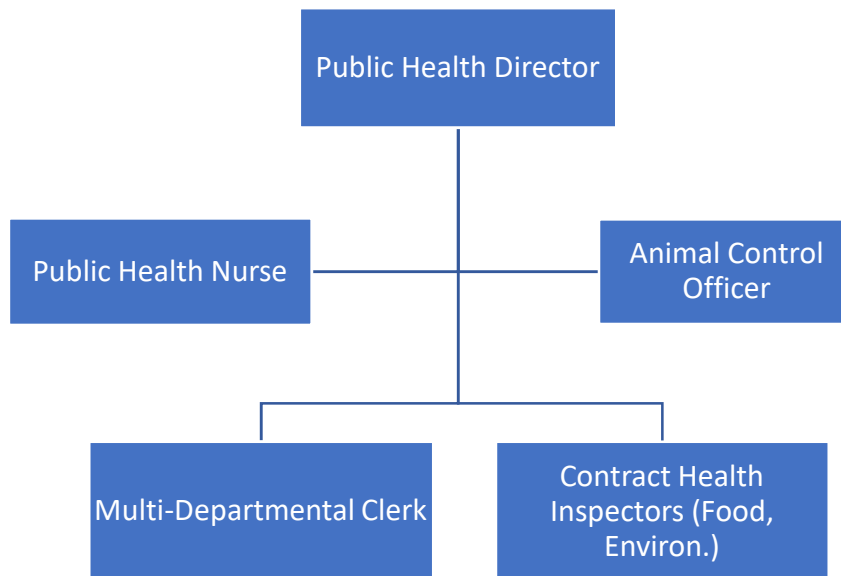 Public Health Director
Public Health Nurse
Animal Control
Officer
Multi-Departmental Clerk
Contract Health
Inspectors (Food,
Environ.)